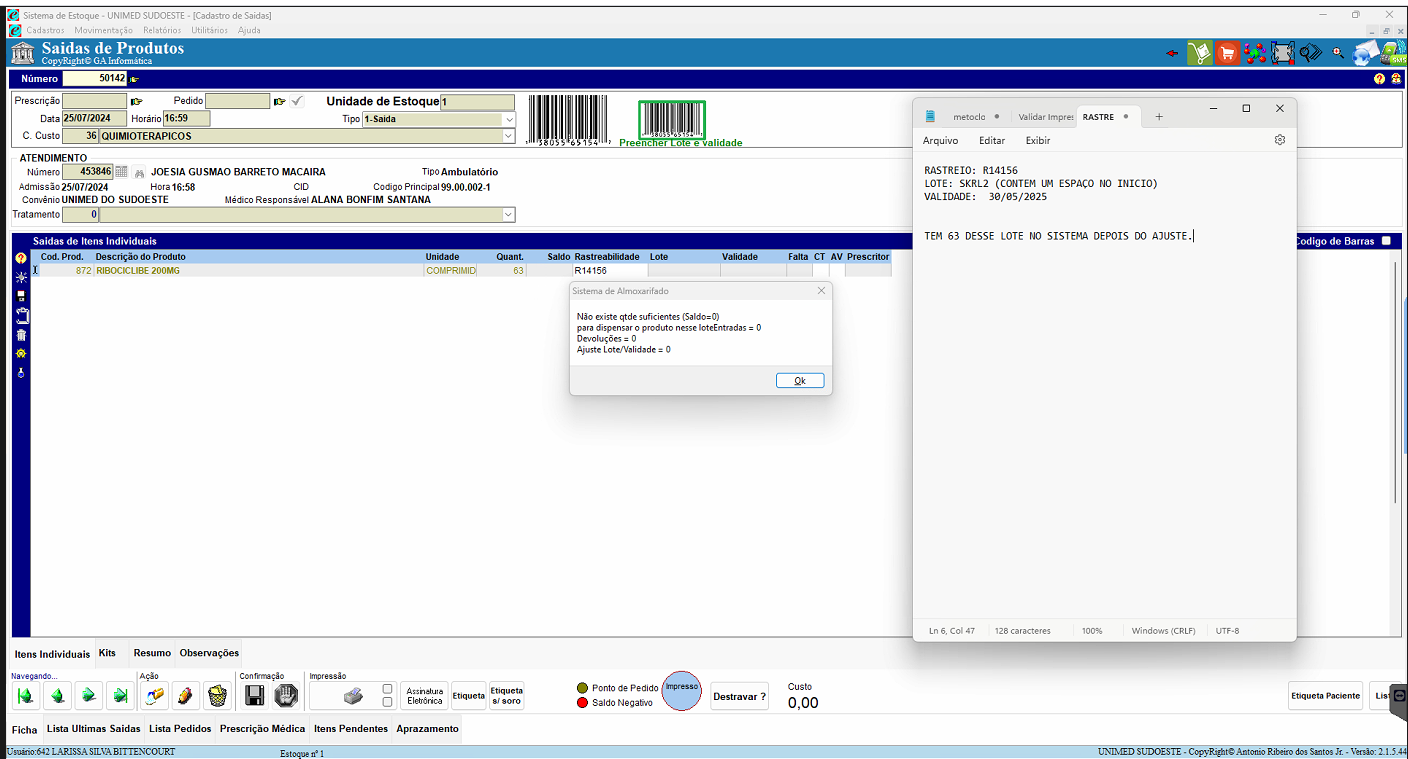 Sistema de Estoque - UNIMED SUDOESTE - [Cadastro de Saidas]
Cadastros Movimentação Relatórios Utilitários Ajuda
Saidas de Produtos
CopyRight© GA Informática
Número 50142
Prescrição Pedido Unidade de Estoque 1
Data 25/07/2024 Horário 16:59 Tipo 1-Saida
C. Custo 36 QUIMIOTERAPICOS
38055*65154
38055*65154
Preencher Lote e validade
ATENDIMENTO
Número 453846 JOESIA GUSMAO BARRETO MACAIRA Tipo Ambulatório
Admissão 25/07/2024 Hora 16:58 CID Codigo Principal 99.00.002-1
Convênio UNIMED DO SUDOESTE Médico Responsável ALANA BONFIM SANTANA
Tratamento 0
Saidas de Itens Individuais
Codigo de Barras
Cod. Prod. Descrição do Produto Unidade Quant. Saldo Rastreabilidade Lote Validade Falta CT AV Prescritor
872 RIBOCICLIBE 200MG COMPRIMID 63 R14156
Sistema de Almoxarifado
Não existe qtde suficientes (Saldo=0)
para dispensar o produto nesse loteEntradas = 0
Devoluções = 0
Ajuste Lote/Validade = 0
Ok
metoclo Validar Impre RASTRE
Arquivo Editar Exibir
RASTREIO: R14156
LOTE: SKRL2 (CONTEM UM ESPAÇO NO INICIO)
VALIDADE: 30/05/2025
TEM 63 DESSE LOTE NO SISTEMA DEPOIS DO AJUSTE.
Ln 6, Col 47 128 caracteres 100% Windows (CRLF) UTF-8
Itens Individuais Kits Resumo Observações
Navegando... Ação Confirmação Impressão
Assinatura
Eletrônica
Etiqueta
Etiqueta
s/ soro
Ponto de Pedido
Saldo Negativo
Impresso
Destravar ?
Custo
0,00
Etiqueta Paciente
Lis
Ficha Lista Ultimas Saidas Lista Pedidos Prescrição Médica Itens Pendentes Aprazamento
Usuário:642 LARISSA SILVA BITTENCOURT Estoque nº 1 UNIMED SUDOESTE - CopyRight© Antonio Ribeiro dos Santos Jr. - Versão: 2.1.5.44